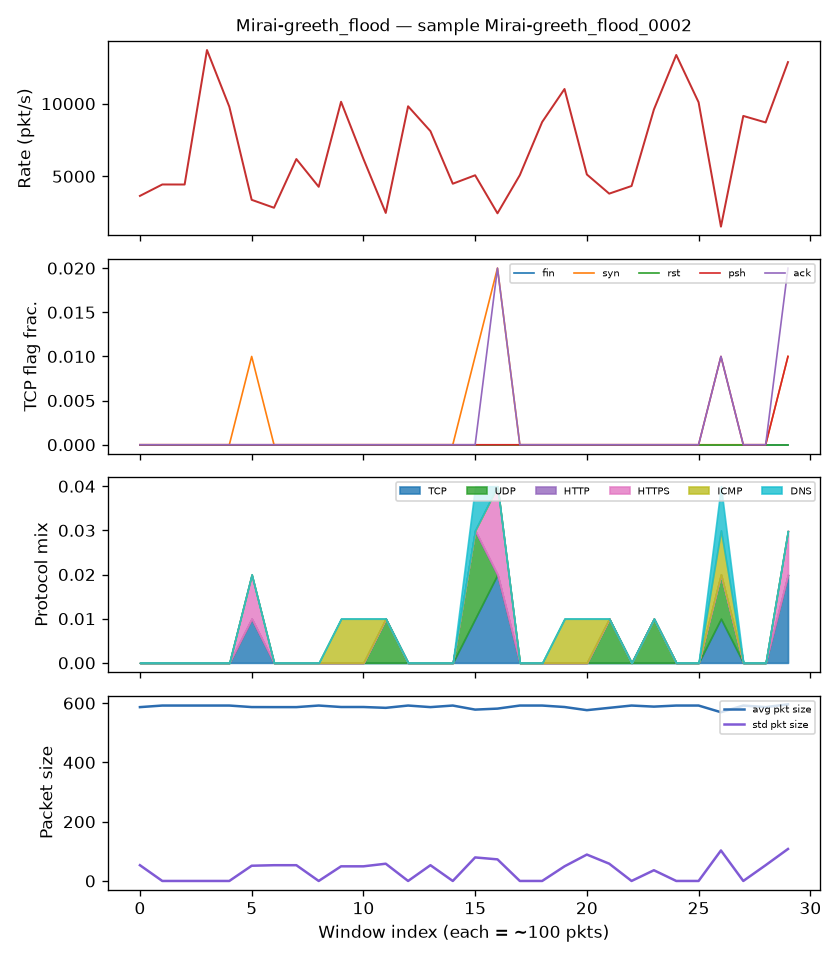 Mirai-greeth_flood — sample Mirai-greeth_flood_0002
Rate (pkt/s)
10000
5000
TCP flag frac.
0.020
0.015
0.010
0.005
0.000
fin syn rst psh ack
Protocol mix
0.04
0.03
0.02
0.01
0.00
TCP UDP HTTP HTTPS ICMP DNS
Packet size
600
400
200
0
avg pkt size
std pkt size
0 5 10 15 20 25 30
Window index (each = ~100 pkts)